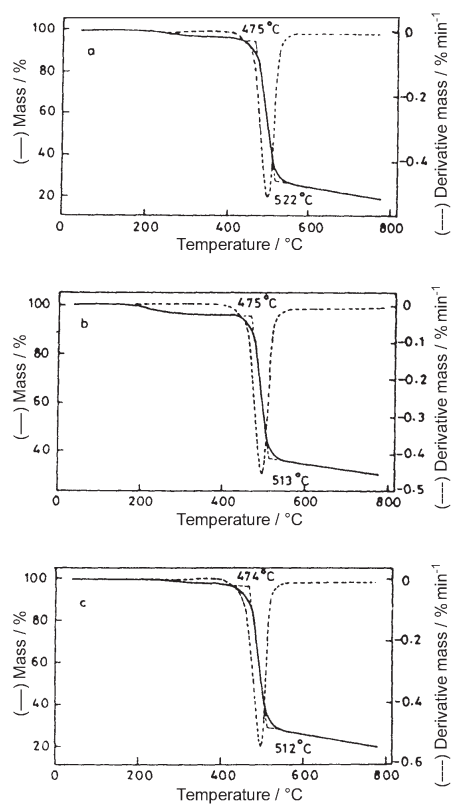 475°C
100
0
a
80
-0.2
60
40
-0.4
20
522°C
0
200
400
600
800
Temperature / °C
(—) Mass / %
(---) Derivative mass / % min-1
475°C
100
0
b
-0.1
80
-0.2
60
-0.3
40
-0.4
513°C
-0.5
0
200
400
600
800
Temperature / °C
(—) Mass / %
(---) Derivative mass / % min-1
474°C
100
0
c
80
-0.2
60
40
-0.4
20
512°C
-0.6
0
200
400
600
800
Temperature / °C
(—) Mass / %
(---) Derivative mass / % min-1